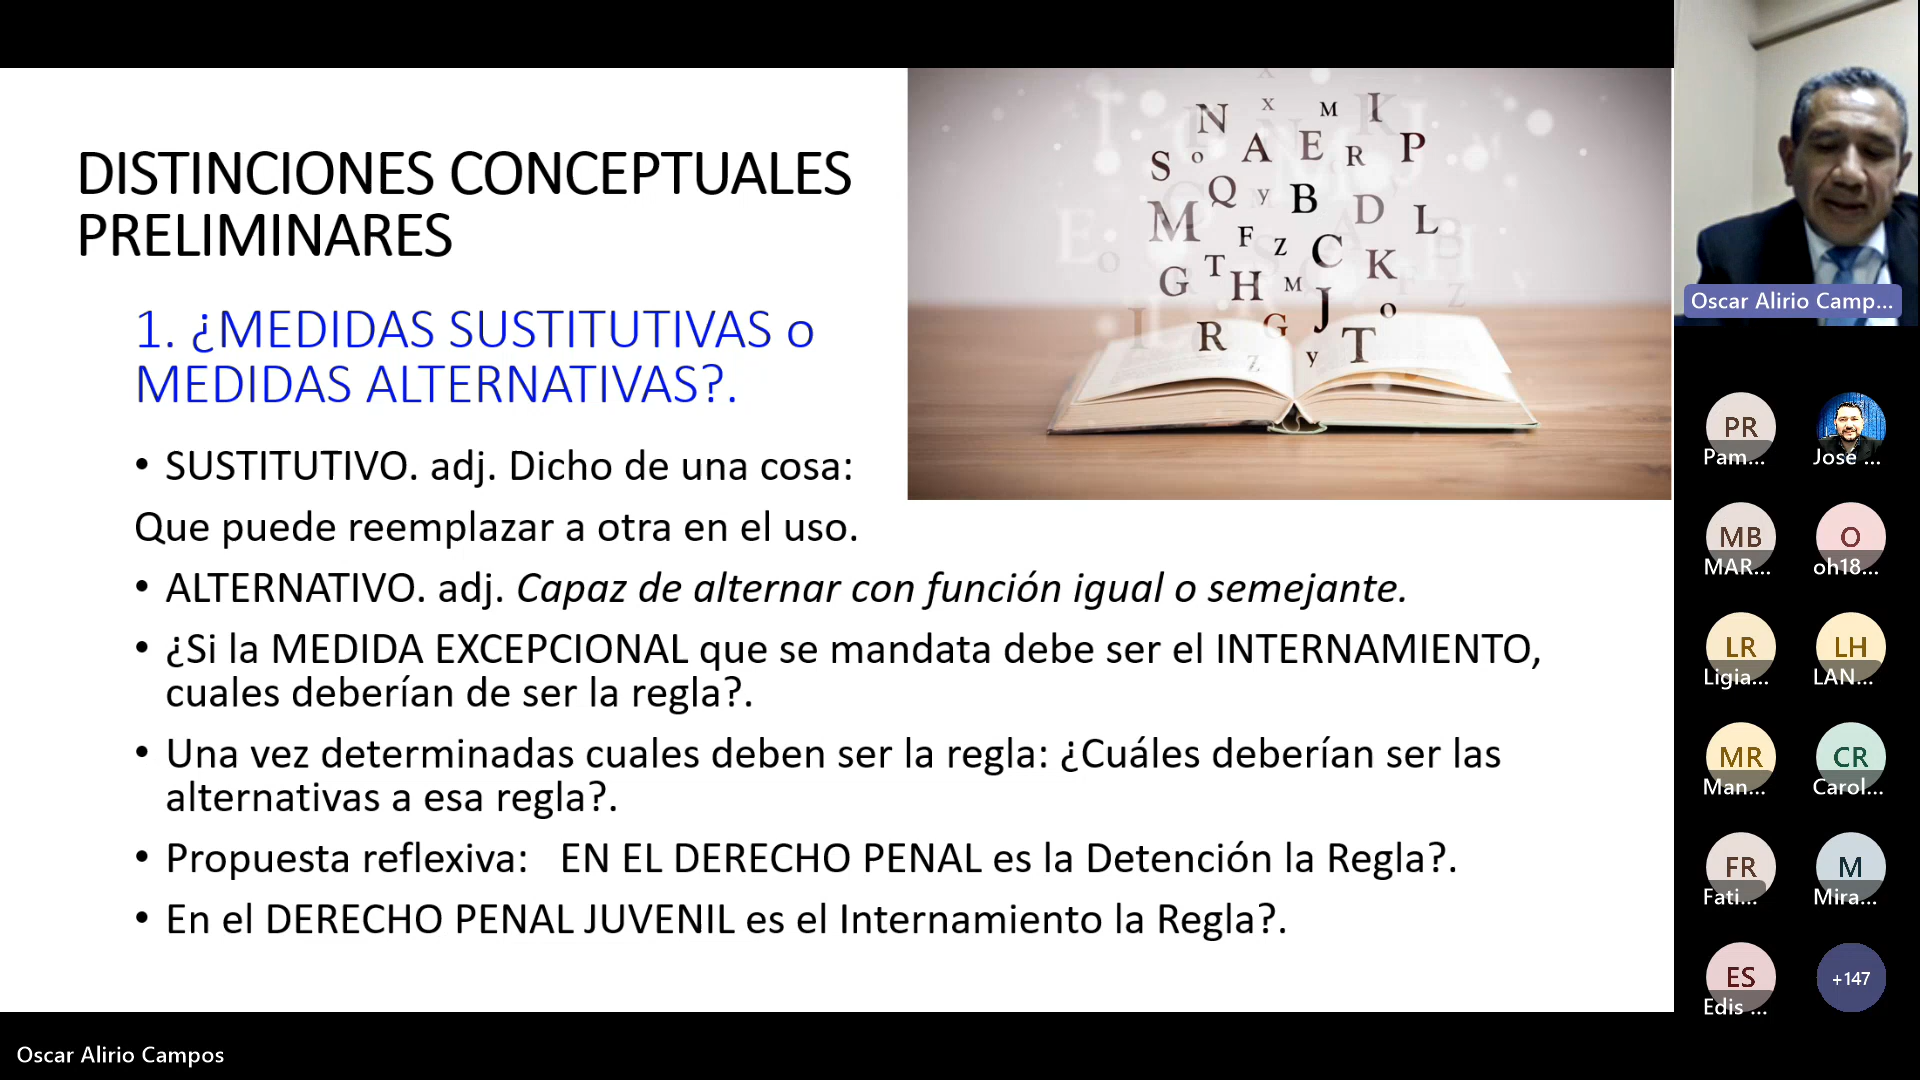 DISTINCIONES CONCEPTUALES
PRELIMINARES
1. ¿MEDIDAS SUSTITUTIVAS o
MEDIDAS ALTERNATIVAS?.
• SUSTITUTIVO. adj. Dicho de una cosa:
Que puede reemplazar a otra en el uso.
• ALTERNATIVO. adj. Capaz de alternar con función igual o semejante.
• ¿Si la MEDIDA EXCEPCIONAL que se mandata debe ser el INTERNAMIENTO,
cuales deberían de ser la regla?.
• Una vez determinadas cuales deben ser la regla: ¿Cuáles deberían ser las
alternativas a esa regla?.
• Propuesta reflexiva: EN EL DERECHO PENAL es la Detención la Regla?.
• En el DERECHO PENAL JUVENIL es el Internamiento la Regla?.
N x M I
S o A E R P
Q y B D L
M F Z C K
G T H M J o
I R G y T
Z
Oscar Alirio Camp...
PR
Pam...
José ...
MB
MAR...
O
oh18...
LR
Ligia...
LH
LAN...
MR
Man...
CR
Carol...
FR
Fati...
M
Mira...
ES
Edis ...
+147
Oscar Alirio Campos